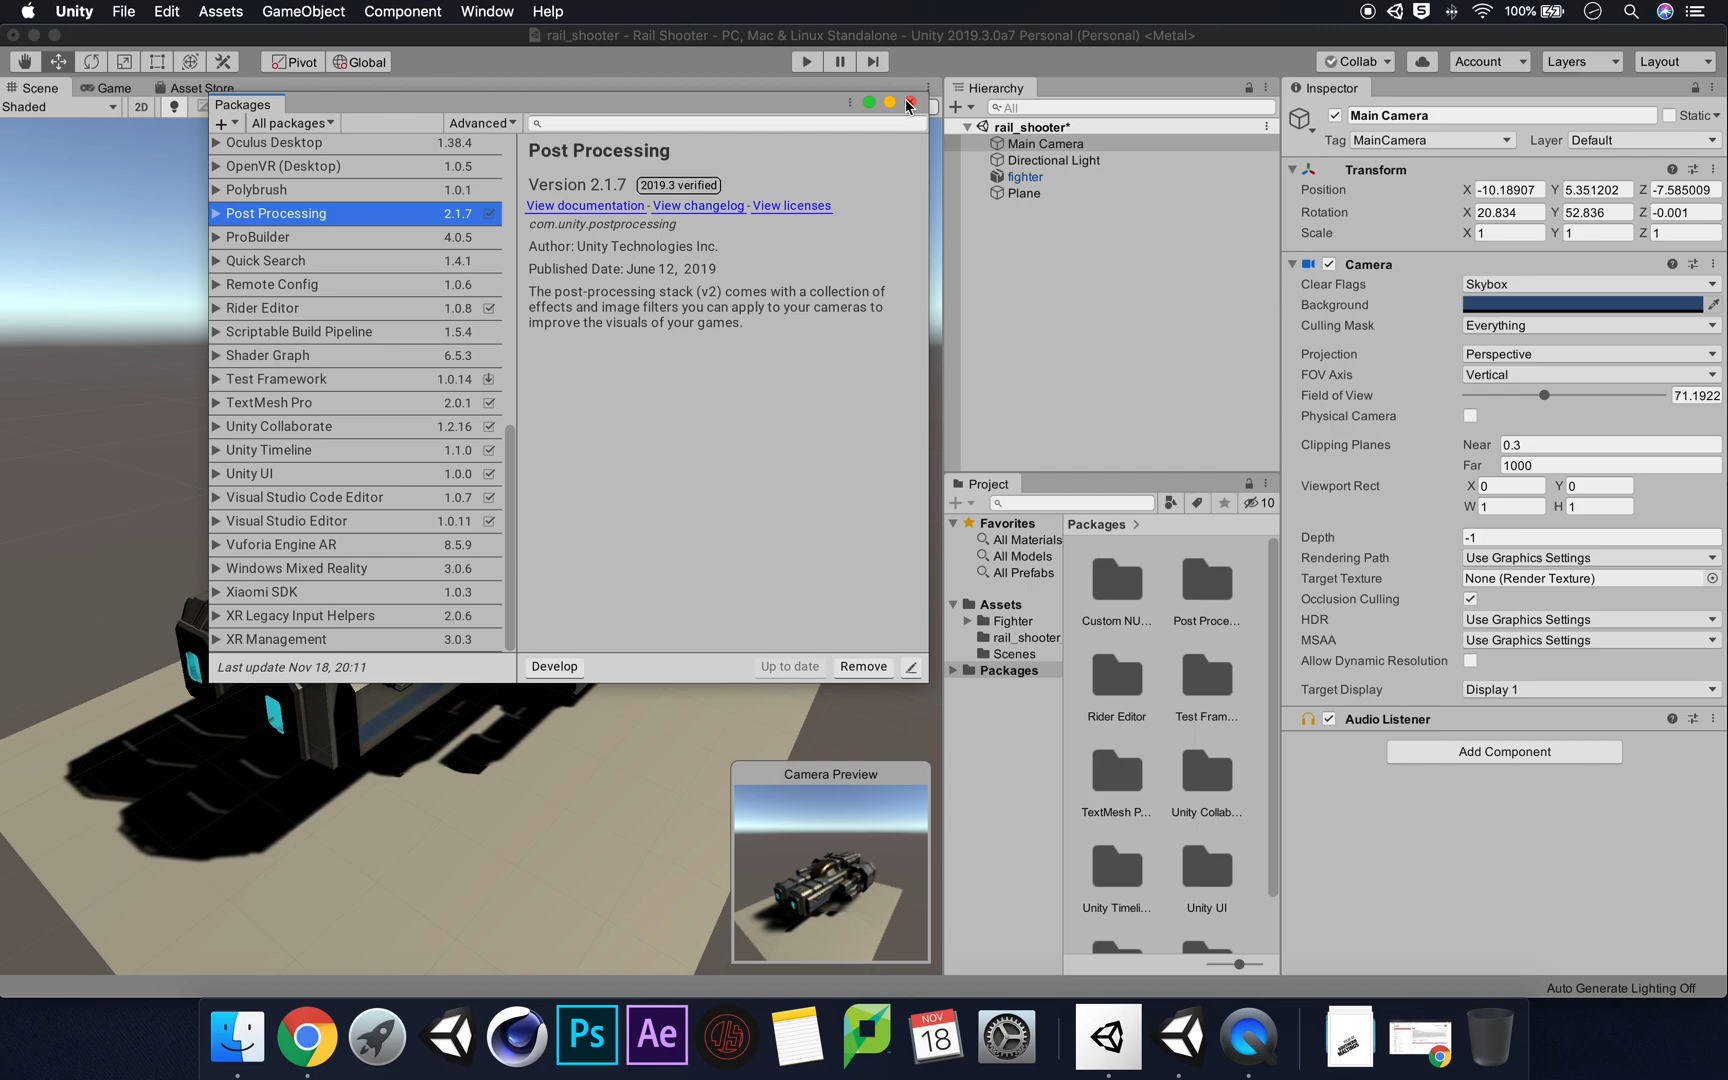 Unity File Edit Assets GameObject Component Window Help
100%
rail_shooter - Rail Shooter - PC, Mac & Linux Standalone - Unity 2019.3.0a7 Personal (Personal) <Metal>
Pivot Global
Collab Account Layers Layout
Scene Game Asset Store
Shaded 2D
Packages
All packages Advanced
Oculus Desktop 1.38.4
OpenVR (Desktop) 1.0.5
Polybrush 1.0.1
Post Processing 2.1.7
ProBuilder 4.0.5
Quick Search 1.4.1
Remote Config 1.0.6
Rider Editor 1.0.8
Scriptable Build Pipeline 1.5.4
Shader Graph 6.5.3
Test Framework 1.0.14
TextMesh Pro 2.0.1
Unity Collaborate 1.2.16
Unity Timeline 1.1.0
Unity UI 1.0.0
Visual Studio Code Editor 1.0.7
Visual Studio Editor 1.0.11
Vuforia Engine AR 8.5.9
Windows Mixed Reality 3.0.6
Xiaomi SDK 1.0.3
XR Legacy Input Helpers 2.0.6
XR Management 3.0.3
Last update Nov 18, 20:11
Post Processing
Version 2.1.7 2019.3 verified
View documentation - View changelog - View licenses
com.unity.postprocessing
Author: Unity Technologies Inc.
Published Date: June 12, 2019
The post-processing stack (v2) comes with a collection of
effects and image filters you can apply to your cameras to
improve the visuals of your games.
Develop Up to date Remove
Camera Preview
Hierarchy
All
rail_shooter*
Main Camera
Directional Light
fighter
Plane
Project
10
Favorites
All Materials
All Models
All Prefabs
Assets
Fighter
rail_shooter
Scenes
Packages
Packages >
Custom NU... Post Proce...
Rider Editor Test Fram...
TextMesh P... Unity Collab...
Unity Timeli... Unity UI
Inspector
Main Camera Static
Tag MainCamera Layer Default
Transform
Position X -10.18907 Y 5.351202 Z -7.585009
Rotation X 20.834 Y 52.836 Z -0.001
Scale X 1 Y 1 Z 1
Camera
Clear Flags Skybox
Background
Culling Mask Everything
Projection Perspective
FOV Axis Vertical
Field of View 71.1922
Physical Camera
Clipping Planes Near 0.3
Far 1000
Viewport Rect X 0 Y 0
W 1 H 1
Depth -1
Rendering Path Use Graphics Settings
Target Texture None (Render Texture)
Occlusion Culling
HDR Use Graphics Settings
MSAA Use Graphics Settings
Allow Dynamic Resolution
Target Display Display 1
Audio Listener
Add Component
Auto Generate Lighting Off
Ps Ae
NOV
18